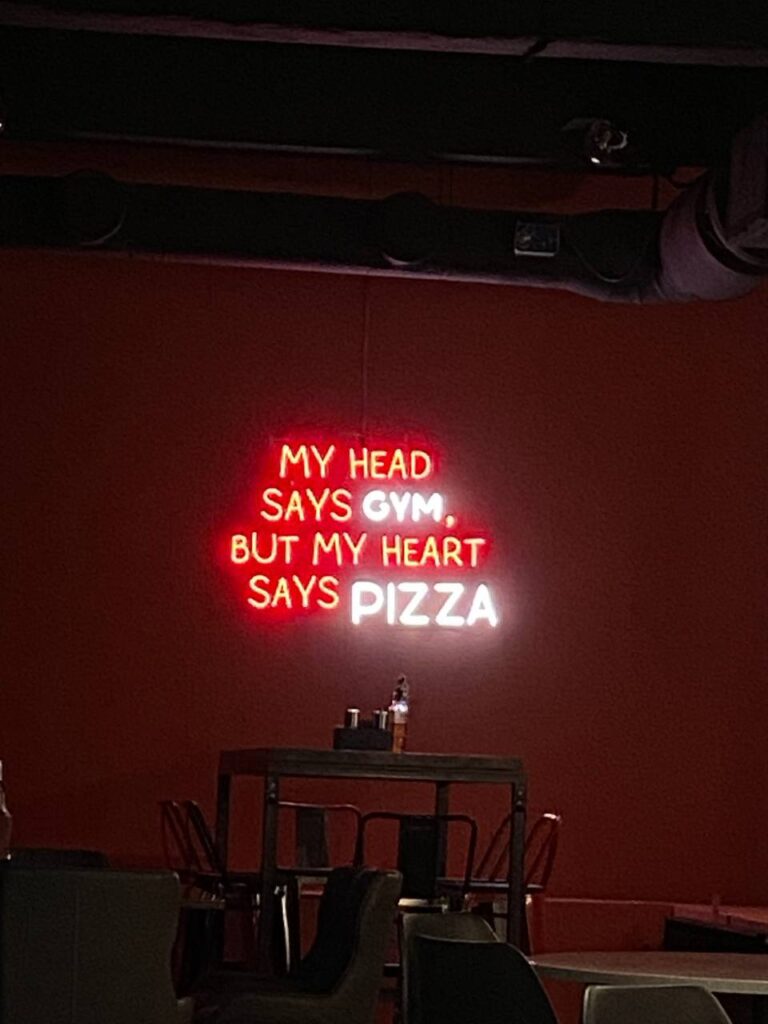 MY HEAD
SAYS GYM,
BUT MY HEART
SAYS PIZZA